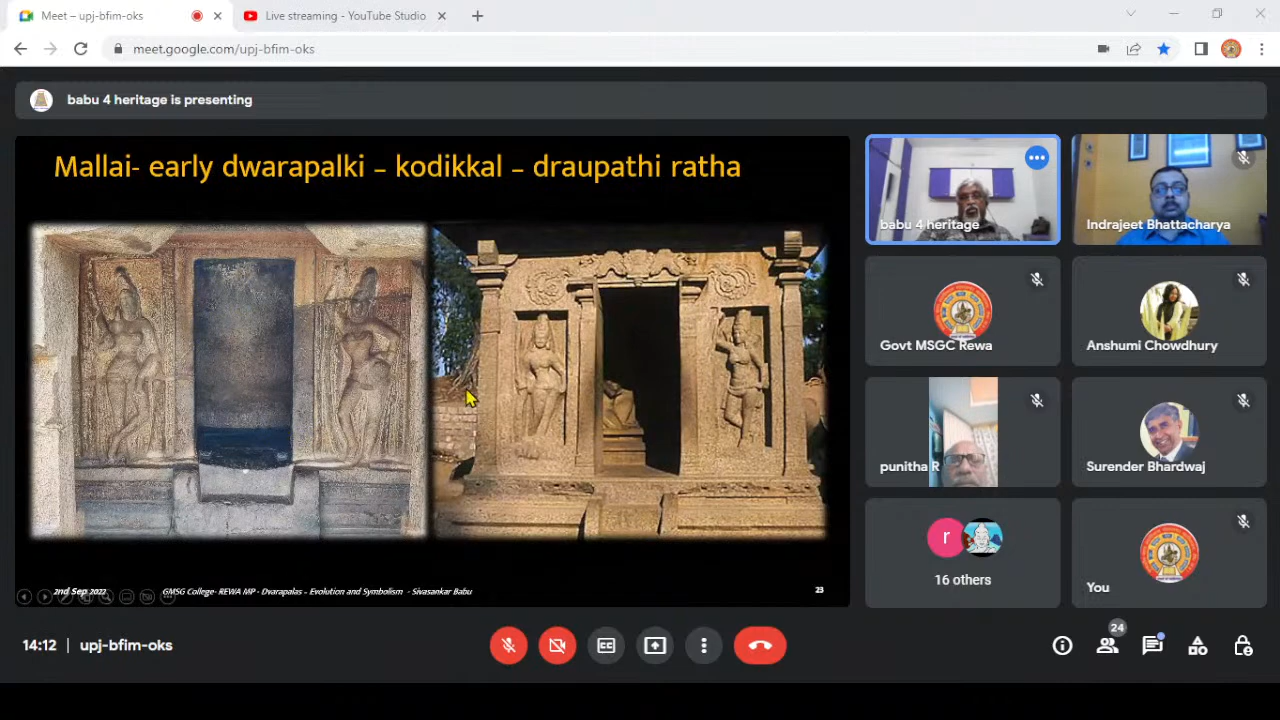 Meet – upj-bfim-oks
Live streaming - YouTube Studio
meet.google.com/upj-bfim-oks
babu 4 heritage is presenting
Mallai- early dwarapalki – kodikkal – draupathi ratha
2nd Sep 2022
GMSG College- REWA MP - Dvarapalas – Evolution and Symbolism - Sivasankar Babu
23
babu 4 heritage
Indrajeet Bhattacharya
Govt MSGC Rewa
Anshumi Chowdhury
punitha R
Surender Bhardwaj
r
16 others
You
14:12 | upj-bfim-oks
CC
24